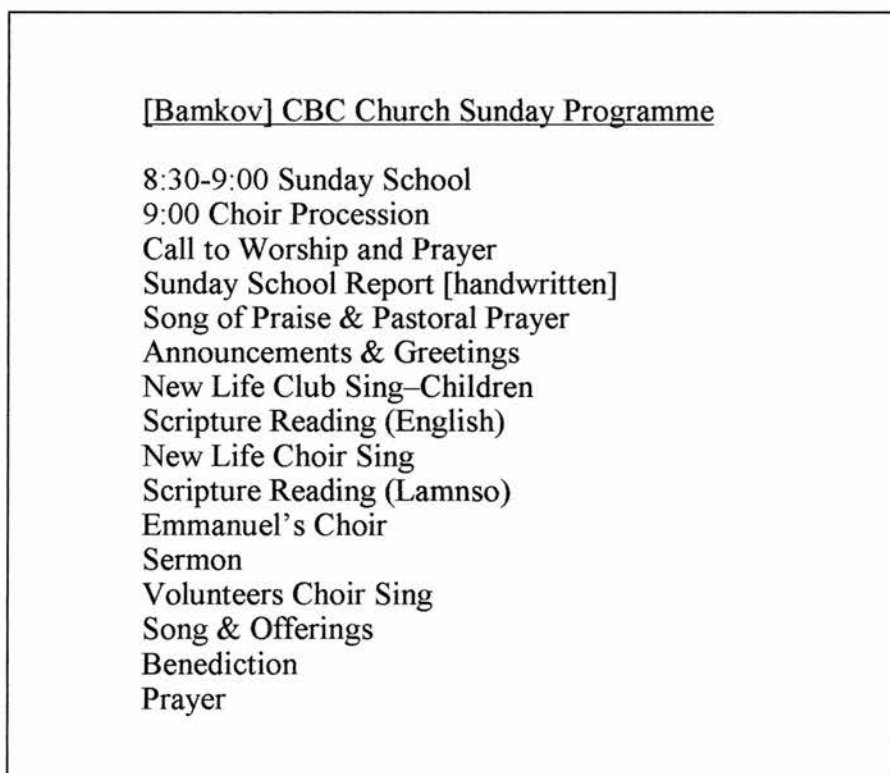 [Bamkov] CBC Church Sunday Programme
8:30-9:00 Sunday School
9:00 Choir Procession
Call to Worship and Prayer
Sunday School Report [handwritten]
Song of Praise & Pastoral Prayer
Announcements & Greetings
New Life Club Sing–Children
Scripture Reading (English)
New Life Choir Sing
Scripture Reading (Lamnso)
Emmanuel's Choir
Sermon
Volunteers Choir Sing
Song & Offerings
Benediction
Prayer